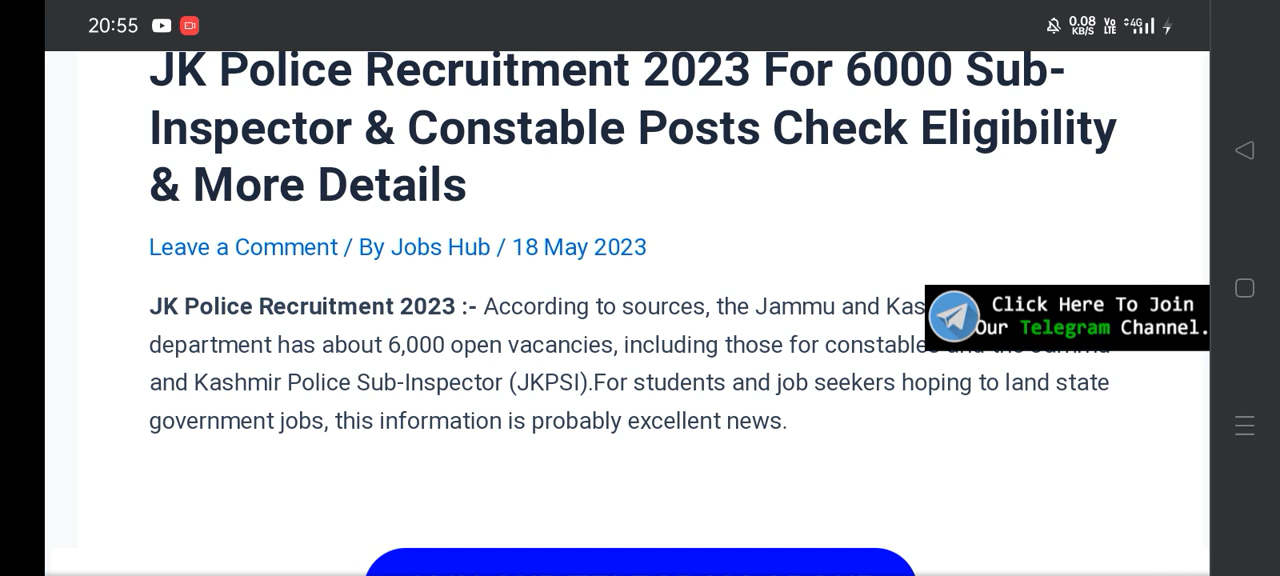 20:55
0.08 KB/S Vo LTE 4G
JK Police Recruitment 2023 For 6000 Sub-
Inspector & Constable Posts Check Eligibility
& More Details
Leave a Comment / By Jobs Hub / 18 May 2023
JK Police Recruitment 2023 :- According to sources, the Jammu and Kas
Click Here To Join
Our Telegram Channel.
department has about 6,000 open vacancies, including those for constables
and Kashmir Police Sub-Inspector (JKPSI).For students and job seekers hoping to land state
government jobs, this information is probably excellent news.